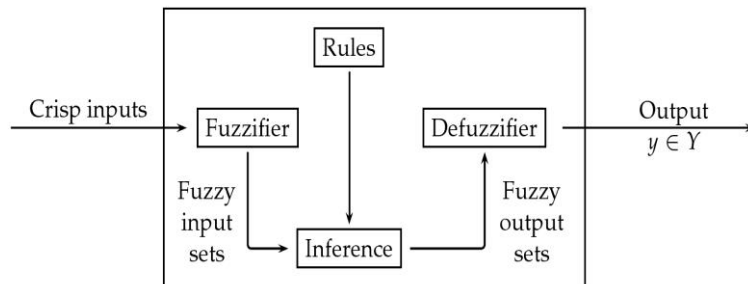 Rules
Crisp inputs
Fuzzifier
Defuzzifier
Output
y ∈ Y
Fuzzy
input
sets
Inference
Fuzzy
output
sets